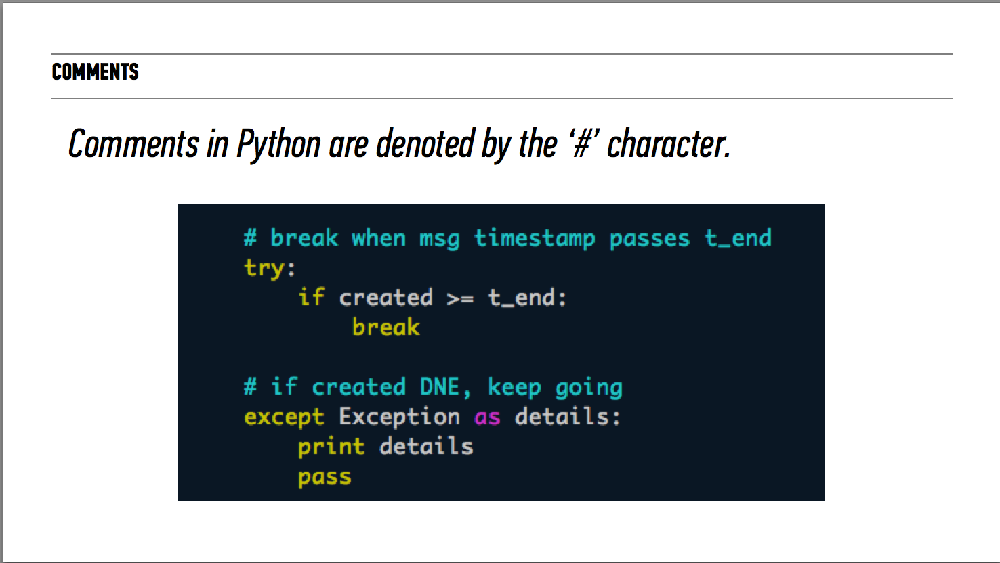 COMMENTS
Comments in Python are denoted by the ‘#’ character.
# break when msg timestamp passes t_end
try:
    if created >= t_end:
        break
# if created DNE, keep going
except Exception as details:
    print details
    pass